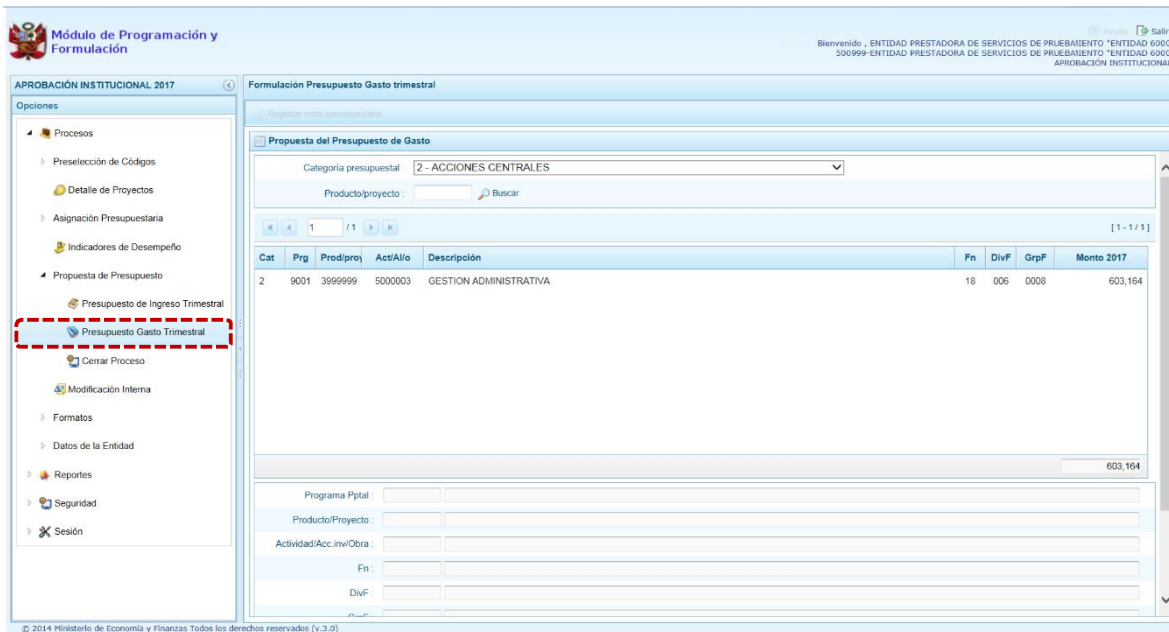 Módulo de Programación y
Formulación
Ayuda Salir
Bienvenido , ENTIDAD PRESTADORA DE SERVICIOS DE PRUEBA
500999-ENTIDAD PRESTADORA DE SERVICIOS DE PRUEBA
APROBACIÓN INSTITUCIONAL
APROBACIÓN INSTITUCIONAL 2017
Opciones
Procesos
Preselección de Códigos
Detalle de Proyectos
Asignación Presupuestaria
Indicadores de Desempeño
Propuesta de Presupuesto
Presupuesto de Ingreso Trimestral
Presupuesto Gasto Trimestral
Cerrar Proceso
Modificación Interna
Formatos
Datos de la Entidad
Reportes
Seguridad
Sesión
Formulación Presupuesto Gasto trimestral
Registrar meta presupuestaria
Propuesta del Presupuesto de Gasto
Categoría presupuestal : 2 - ACCIONES CENTRALES
Producto/proyecto : Buscar
1 / 1 [ 1 - 1 / 1 ]
Cat Prg Prod/proy Act/AI/o Descripción Fn DivF GrpF Monto 2017
2 9001 3999999 5000003 GESTION ADMINISTRATIVA 18 006 0008 603,164
603,164
Programa Pptal :
Producto/Proyecto :
Actividad/Acc.inv/Obra :
Fn :
DivF :
© 2014 Ministerio de Economía y Finanzas Todos los derechos reservados (v.3.0)